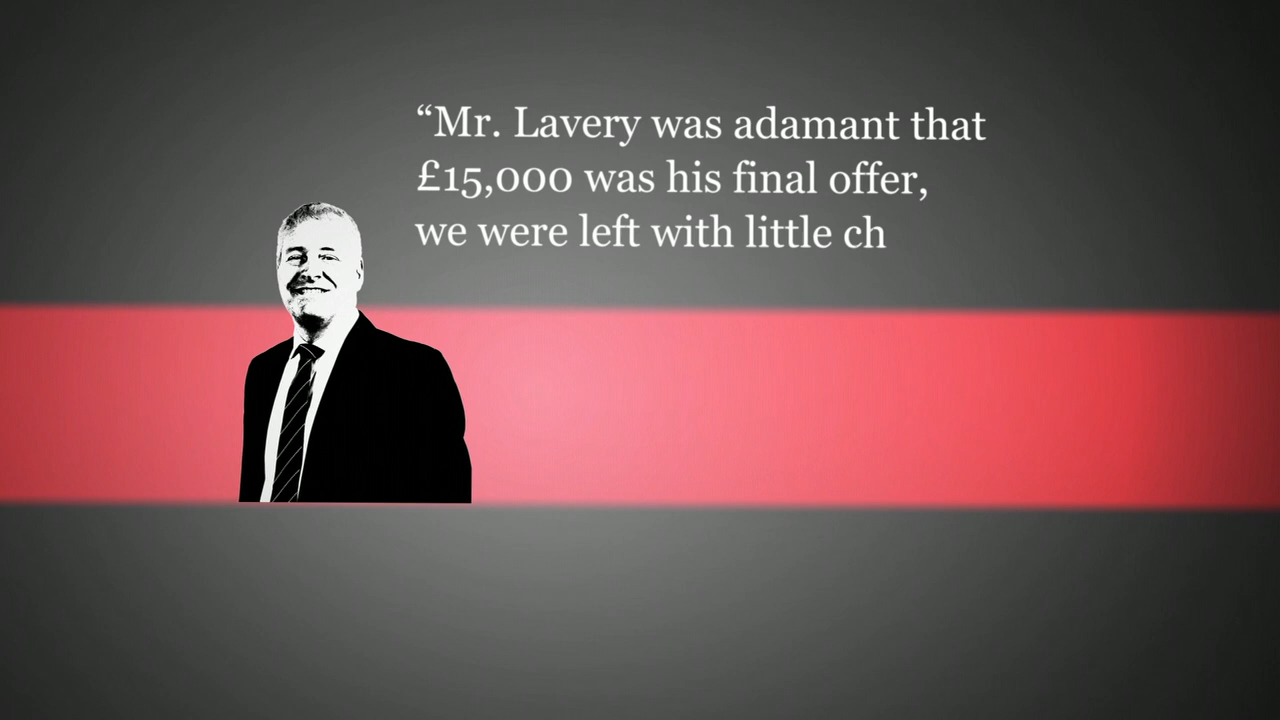 “Mr. Lavery was adamant that
£15,000 was his final offer,
we were left with little ch